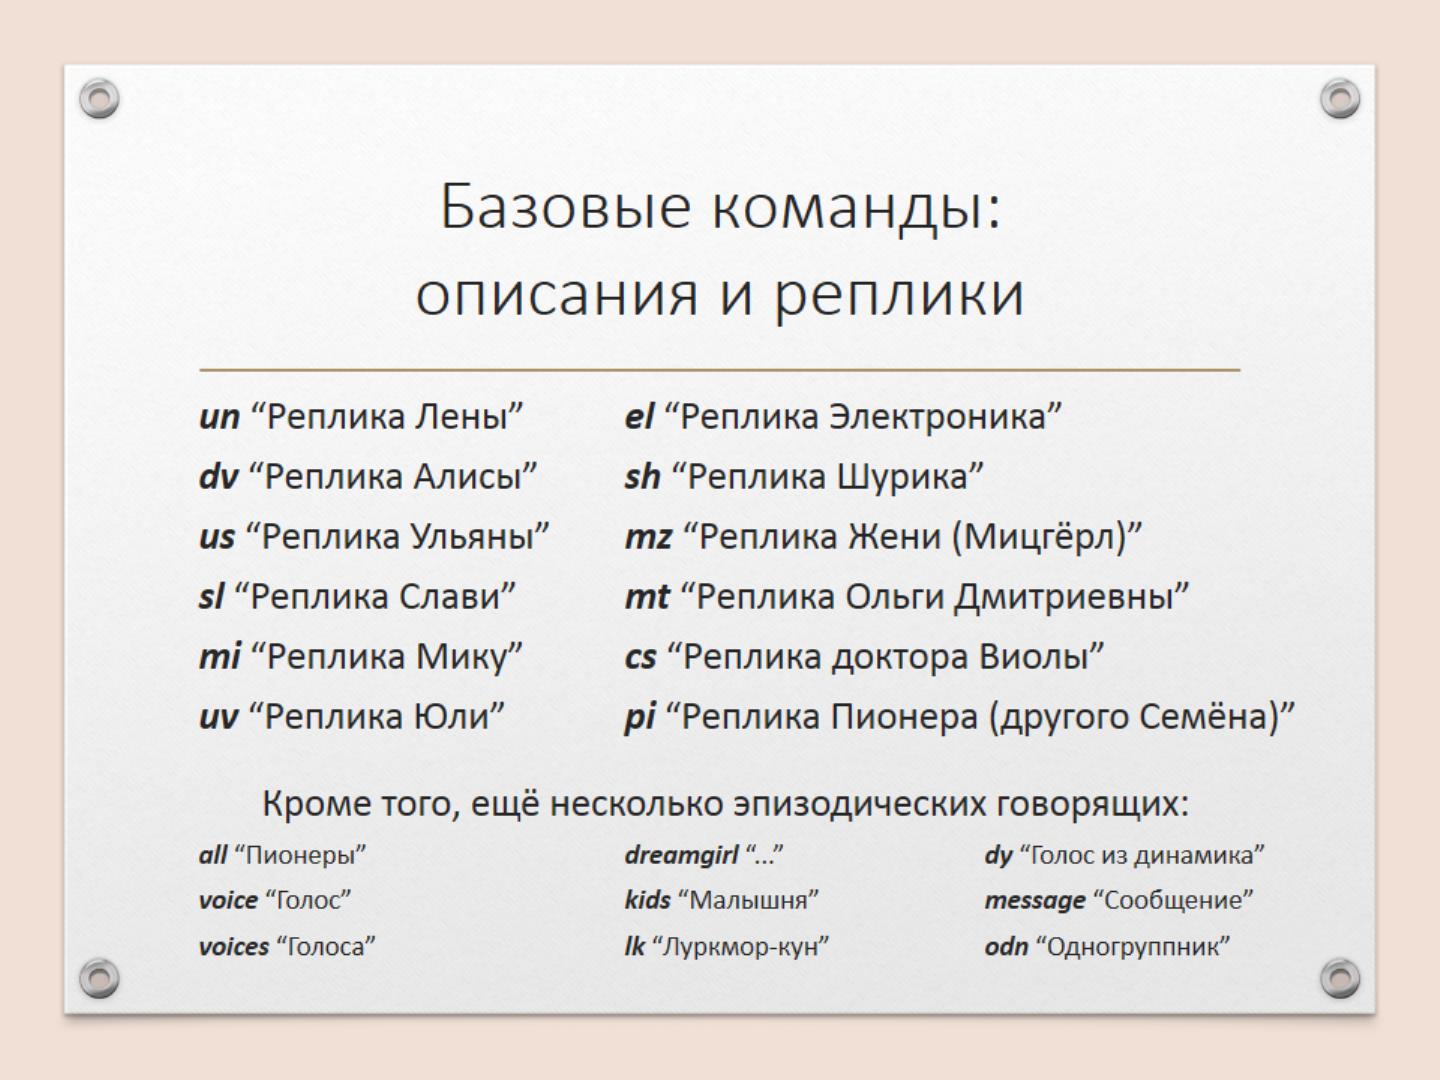 Базовые команды:
описания и реплики
un “Реплика Лены”
dv “Реплика Алисы”
us “Реплика Ульяны”
sl “Реплика Слави”
mi “Реплика Мику”
uv “Реплика Юли”
el “Реплика Электроника”
sh “Реплика Шурика”
mz “Реплика Жени (Мицгёрл)”
mt “Реплика Ольги Дмитриевны”
cs “Реплика доктора Виолы”
pi “Реплика Пионера (другого Семёна)”
Кроме того, ещё несколько эпизодических говорящих:
all “Пионеры”
voice “Голос”
voices “Голоса”
dreamgirl “...”
kids “Малышня”
lk “Луркмор-кун”
dy “Голос из динамика”
message “Сообщение”
odn “Одногруппник”